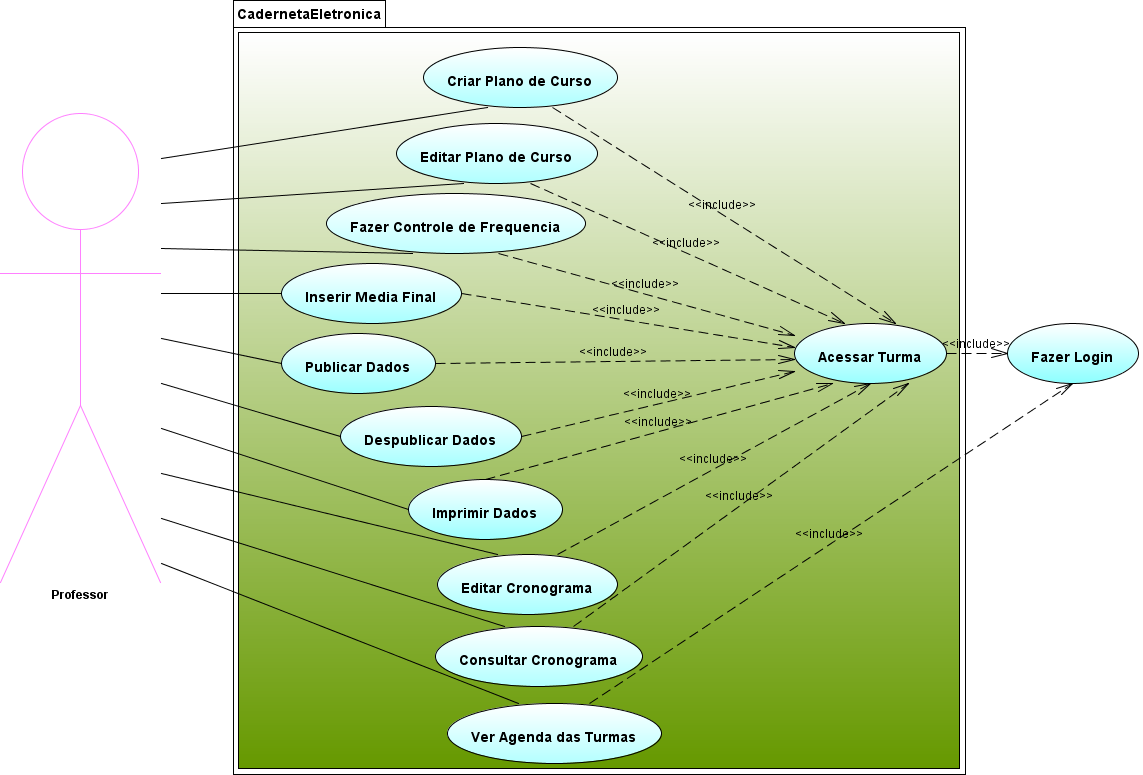 CadernetaEletronica
Criar Plano de Curso
Editar Plano de Curso
<<include>>
Fazer Controle de Frequencia
<<include>>
<<include>>
Inserir Media Final
<<include>>
Publicar Dados
<<include>>
Acessar Turma
<<include>>
Fazer Login
<<include>>
Despublicar Dados
<<include>>
Imprimir Dados
<<include>>
Editar Cronograma
<<include>>
Professor
<<include>>
Consultar Cronograma
Ver Agenda das Turmas